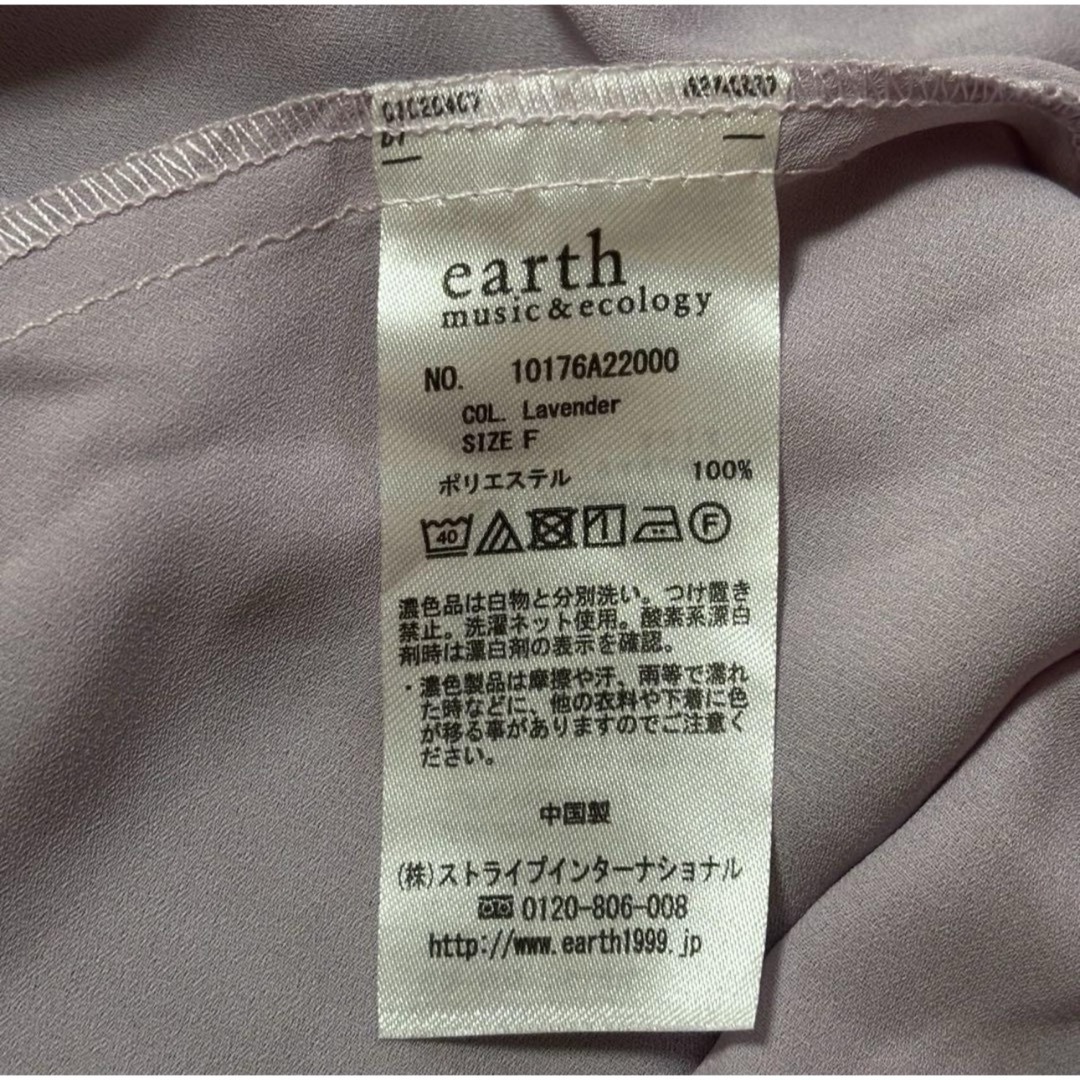 earth
music&ecology
NO. 10176A22000
COL. Lavender
SIZE F
ポリエステル 100%
40 F
濃色品は白物と分別洗い。つけ置き
禁止。洗濯ネット使用。酸素系漂白
剤時は漂白剤の表示を確認。
・濃色製品は摩擦や汗、雨等で濡れ
た時などに、他の衣料や下着に色
が移る事がありますのでご注意く
ださい。
中国製
(株)ストライプインターナショナル
0120-806-008
http://www.earth1999.jp